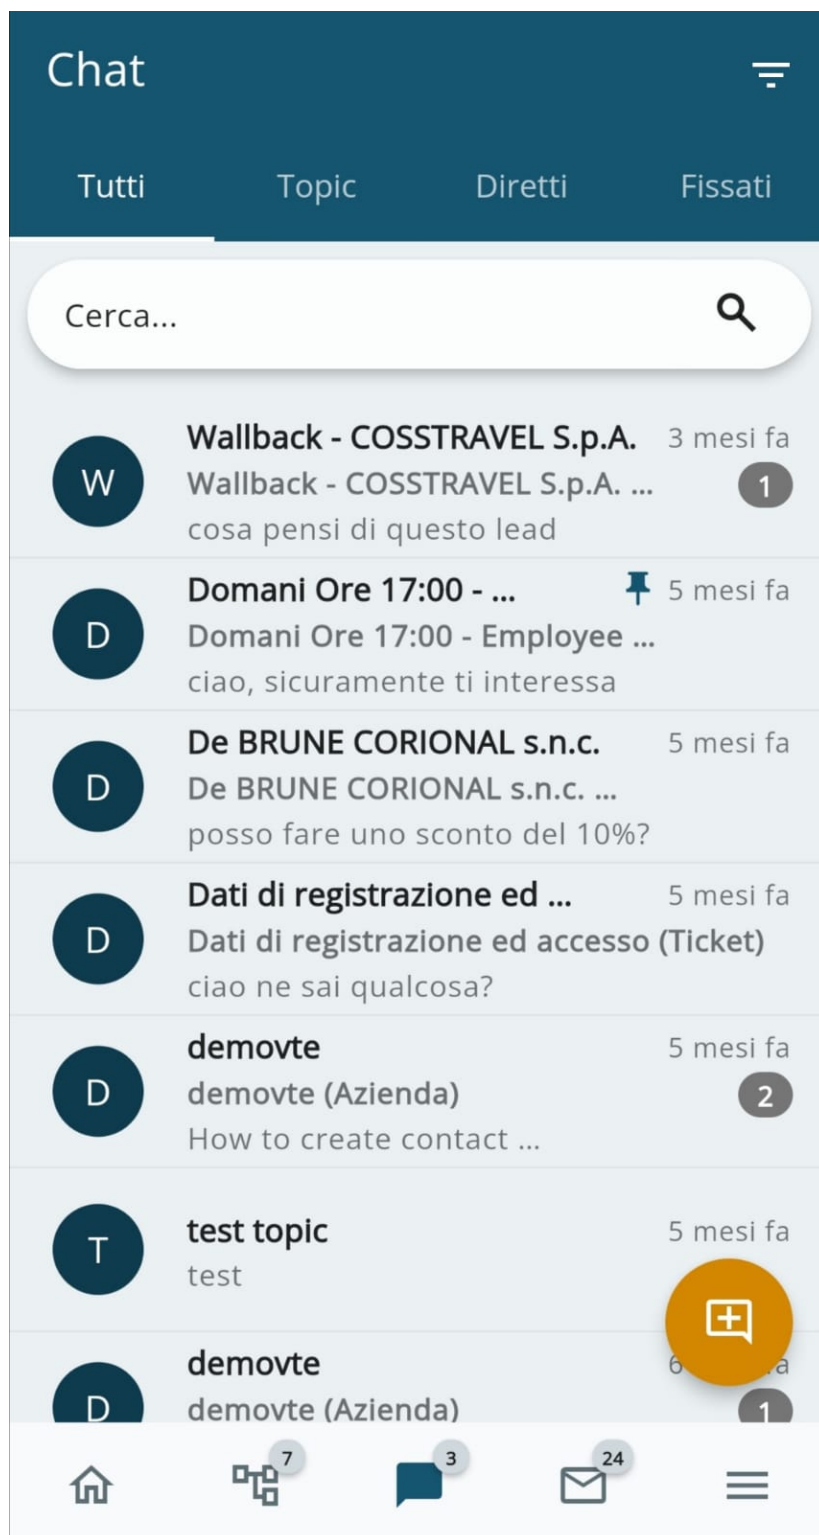 Chat
Tutti Topic Diretti Fissati
Cerca...
W
Wallback - COSSTRAVEL S.p.A. 3 mesi fa
Wallback - COSSTRAVEL S.p.A. ... 1
cosa pensi di questo lead
D
Domani Ore 17:00 - ... 5 mesi fa
Domani Ore 17:00 - Employee ...
ciao, sicuramente ti interessa
D
De BRUNE CORIONAL s.n.c. 5 mesi fa
De BRUNE CORIONAL s.n.c. ...
posso fare uno sconto del 10%?
D
Dati di registrazione ed ... 5 mesi fa
Dati di registrazione ed accesso (Ticket)
ciao ne sai qualcosa?
D
demovte 5 mesi fa
demovte (Azienda) 2
How to create contact ...
T
test topic 5 mesi fa
test
D
demovte 6
demovte (Azienda) 1
7 3 24